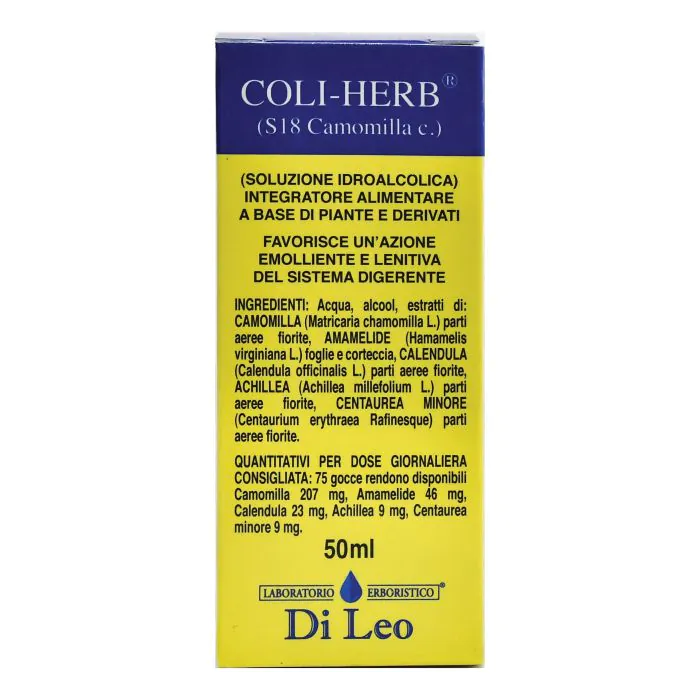 COLI-HERB®
(S18 Camomilla c.)
(SOLUZIONE IDROALCOLICA)
INTEGRATORE ALIMENTARE
A BASE DI PIANTE E DERIVATI
FAVORISCE UN'AZIONE
EMOLLIENTE E LENITIVA
DEL SISTEMA DIGERENTE
INGREDIENTI: Acqua, alcool, estratti di:
CAMOMILLA (Matricaria chamomilla L.) parti
aeree fiorite, AMAMELIDE (Hamamelis
virginiana L.) foglie e corteccia, CALENDULA
(Calendula officinalis L.) parti aeree fiorite,
ACHILLEA (Achillea millefolium L.) parti
aeree fiorite, CENTAUREA MINORE
(Centaurium erythraea Rafinesque) parti
aeree fiorite.
QUANTITATIVI PER DOSE GIORNALIERA
CONSIGLIATA: 75 gocce rendono disponibili
Camomilla 207 mg, Amamelide 46 mg,
Calendula 23 mg, Achillea 9 mg, Centaurea
minore 9 mg.
50ml
LABORATORIO ERBORISTICO®
Di Leo